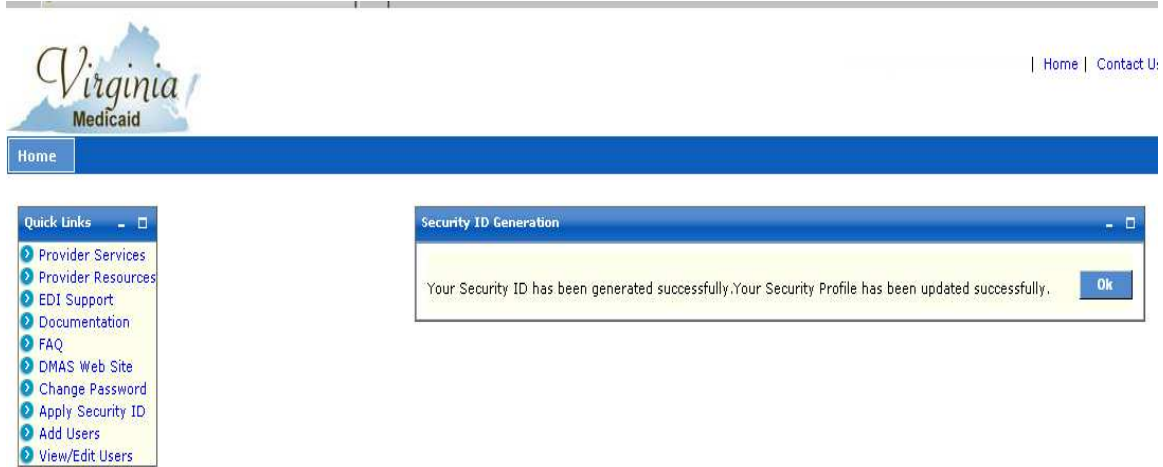 Virginia
Medicaid
| Home | Contact Us
Home
Quick Links
Provider Services
Provider Resources
EDI Support
Documentation
FAQ
DMAS Web Site
Change Password
Apply Security ID
Add Users
View/Edit Users
Security ID Generation
Your Security ID has been generated successfully.Your Security Profile has been updated successfully.
Ok